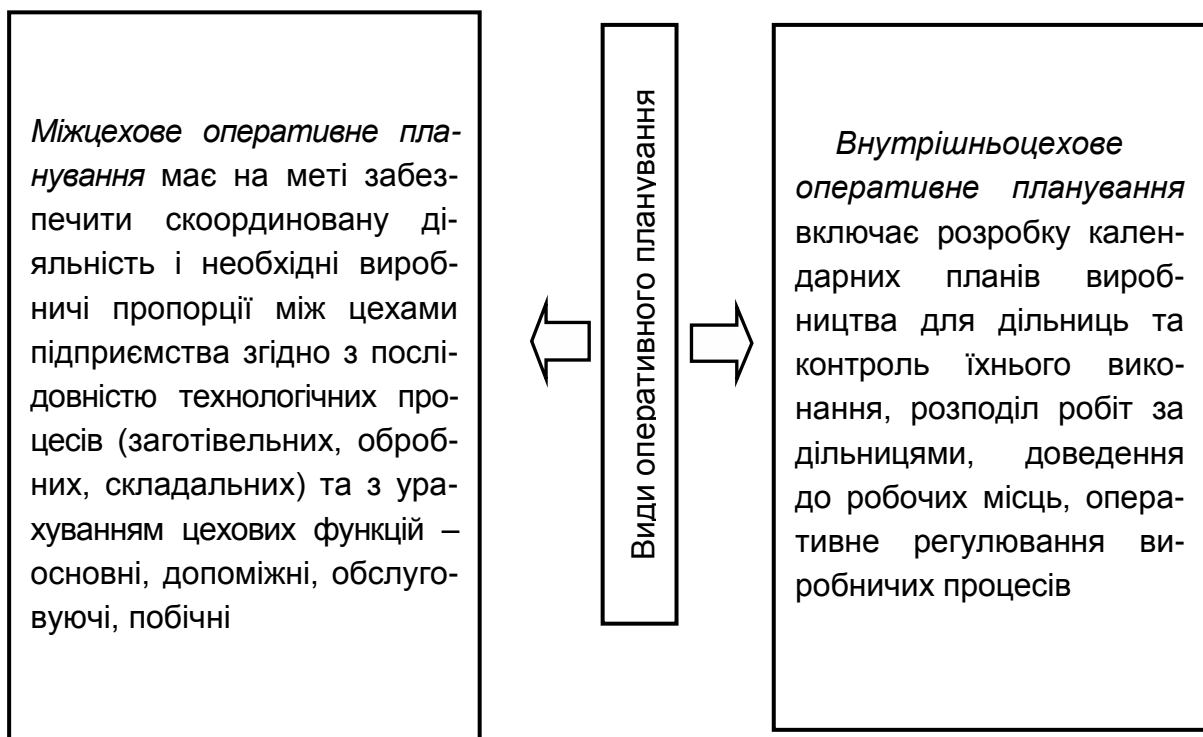 Міжцехове оперативне пла-
нування має на меті забез-
печити скоординовану ді-
яльність і необхідні вироб-
ничі пропорції між цехами
підприємства згідно з послі-
довністю технологічних про-
цесів (заготівельних, оброб-
них, складальних) та з ура-
хуванням цехових функцій –
основні, допоміжні, обслуго-
вуючі, побічні
Види оперативного планування
Внутрішньоцехове
оперативне планування
включає розробку кален-
дарних планів вироб-
ництва для дільниць та
контроль їхнього вико-
нання, розподіл робіт за
дільницями, доведення
до робочих місць, опера-
тивне регулювання ви-
робничих процесів